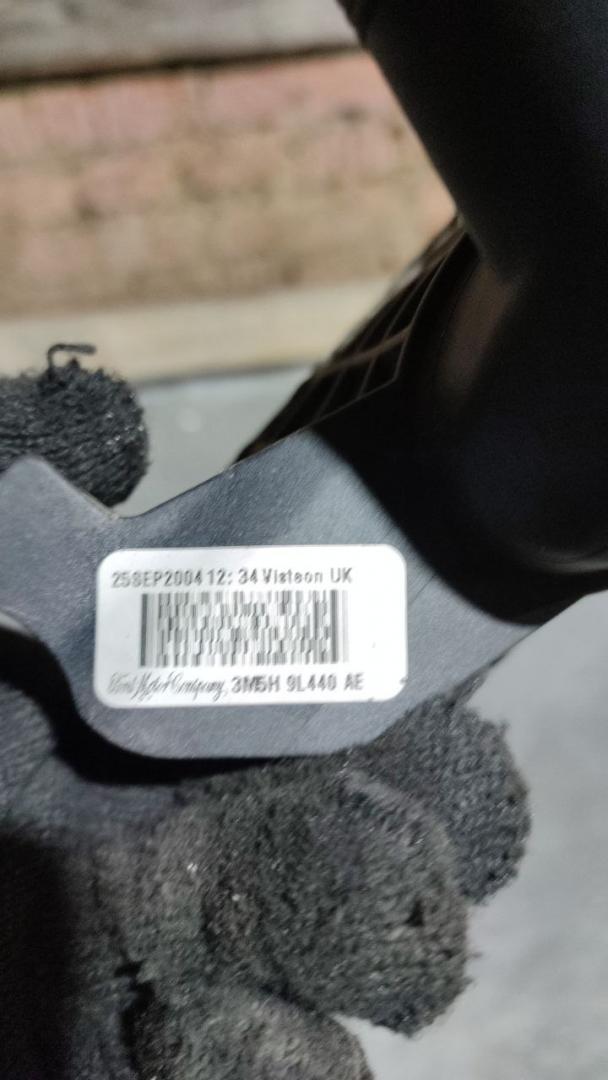 25SEP2004 12:34 Visteon UK
Ford Motor Company, 3M5H 9L440 AE